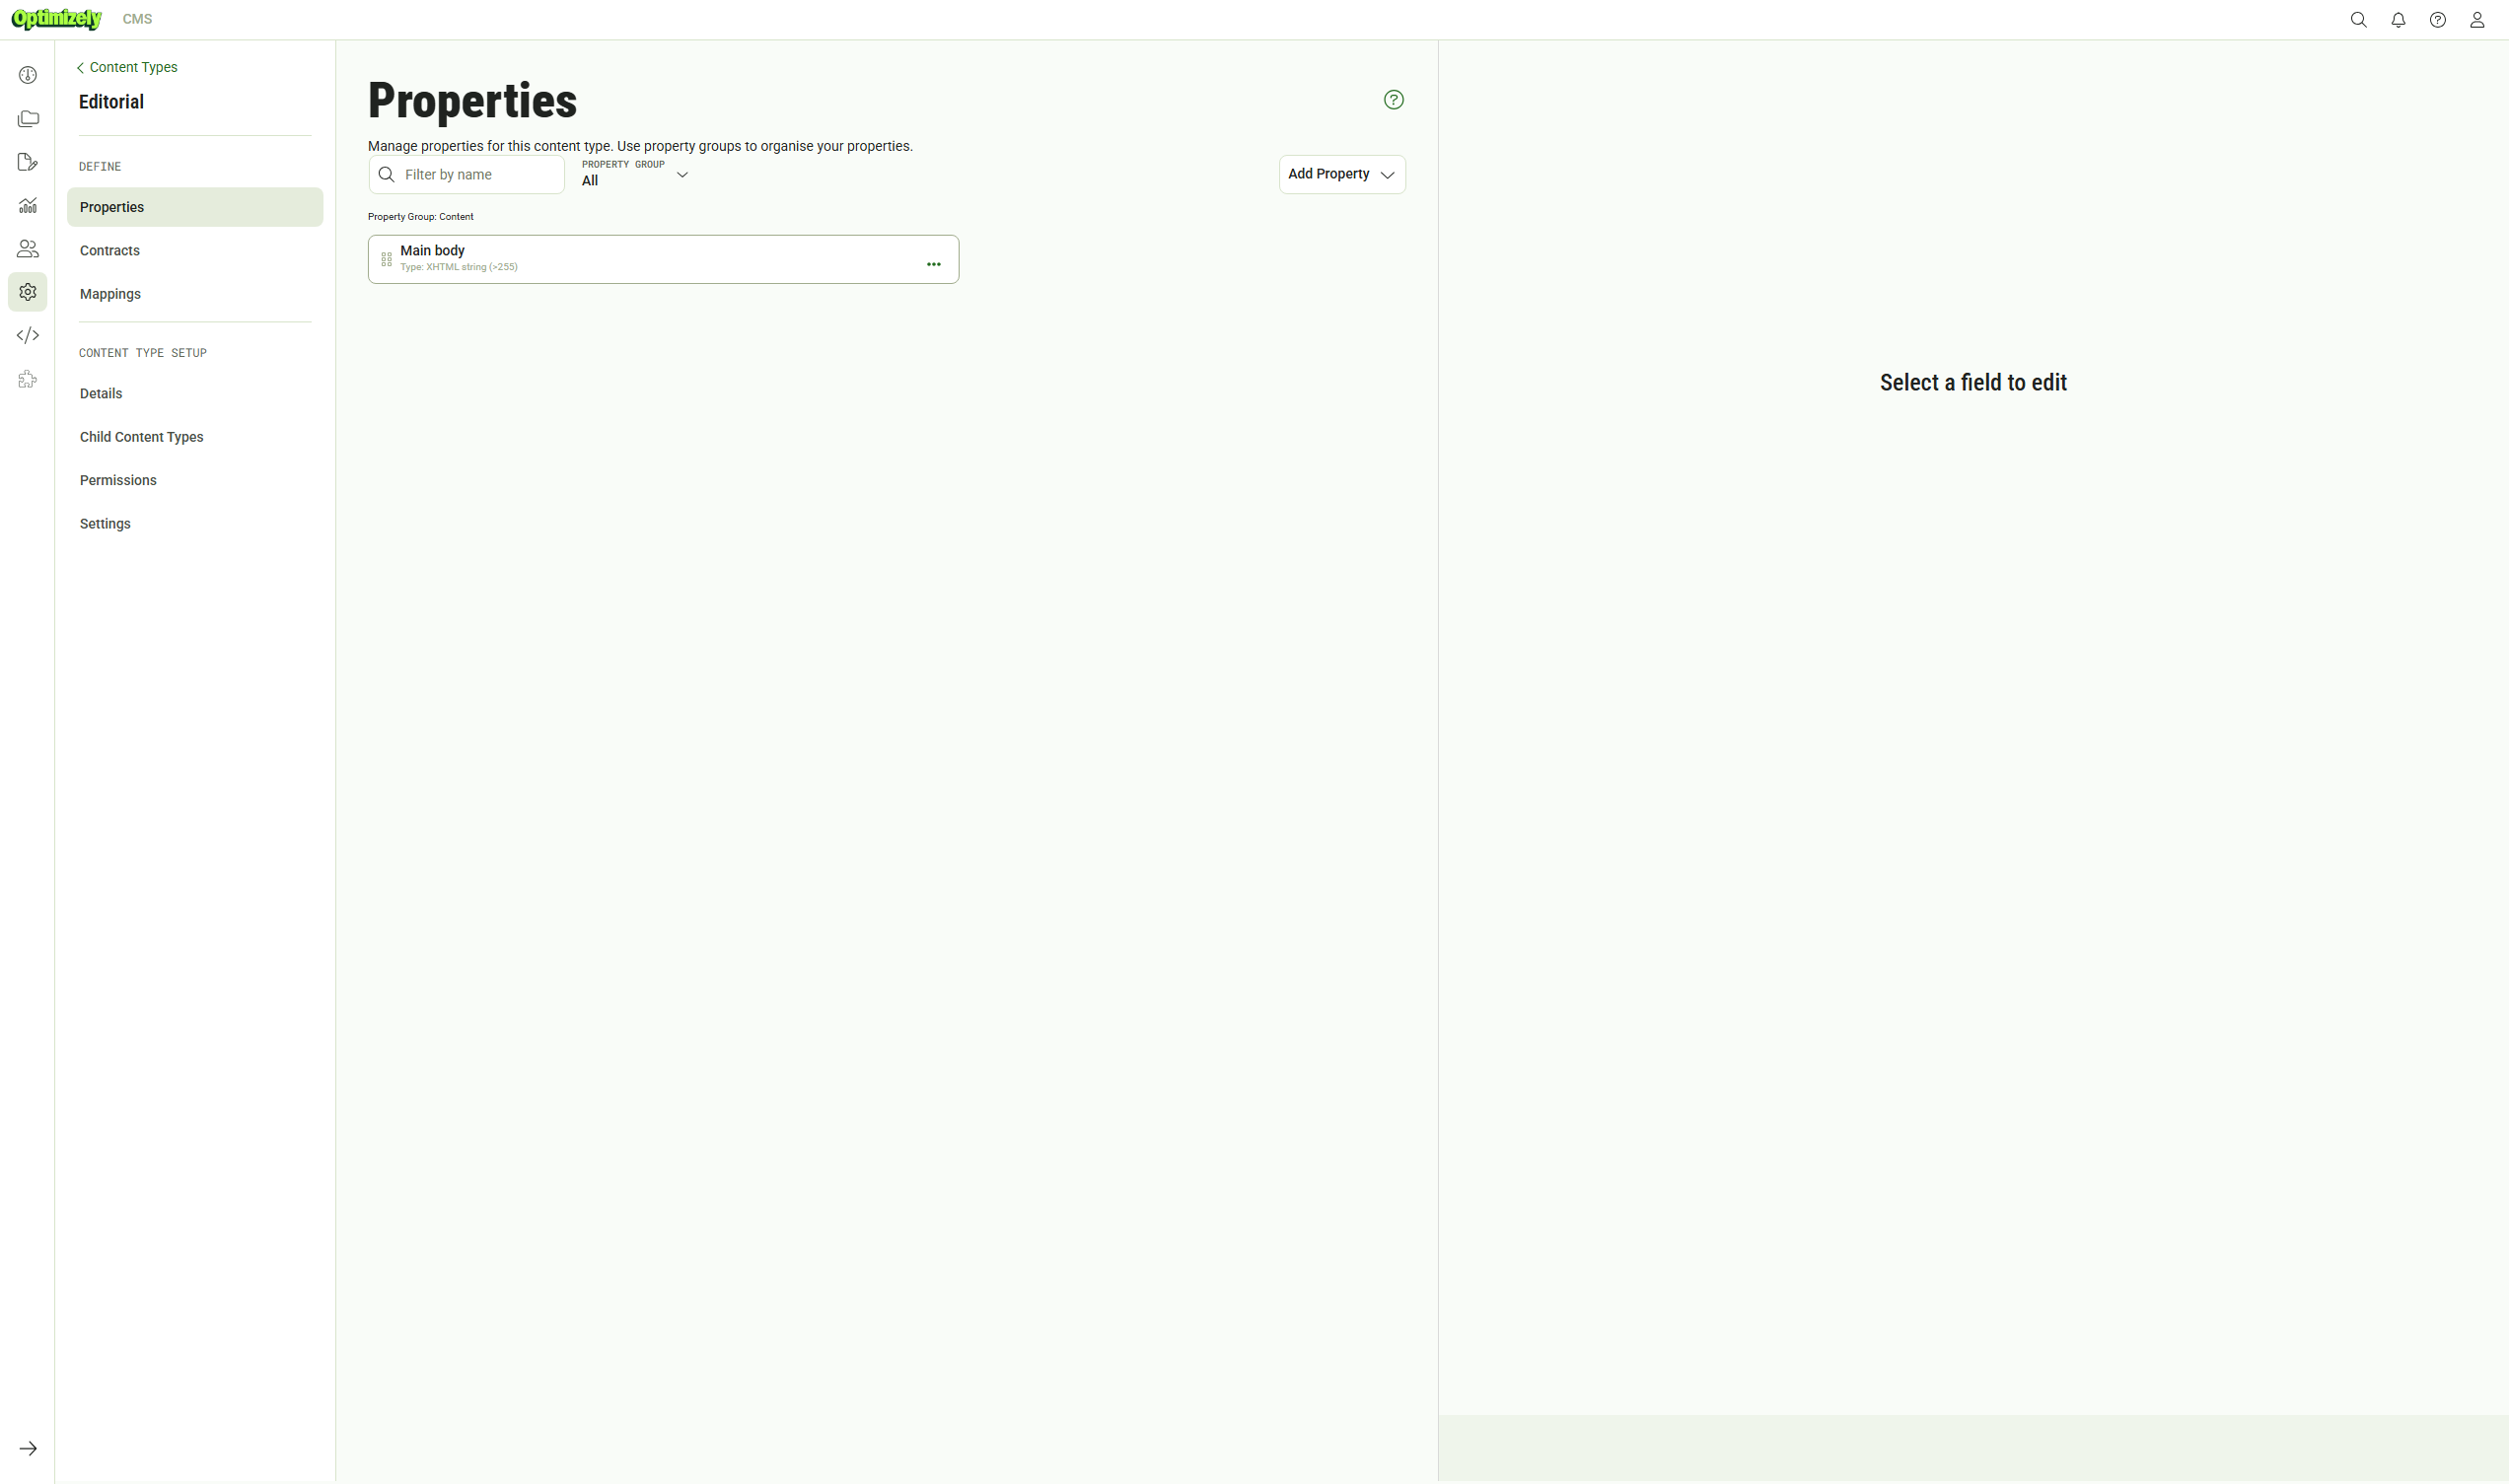 Optimizely CMS
Content Types
Editorial
DEFINE
Properties
Contracts
Mappings
CONTENT TYPE SETUP
Details
Child Content Types
Permissions
Settings
Properties
Manage properties for this content type. Use property groups to organise your properties.
Filter by name
PROPERTY GROUP
All
Add Property
Property Group: Content
Main body
Type: XHTML string (>255)
Select a field to edit